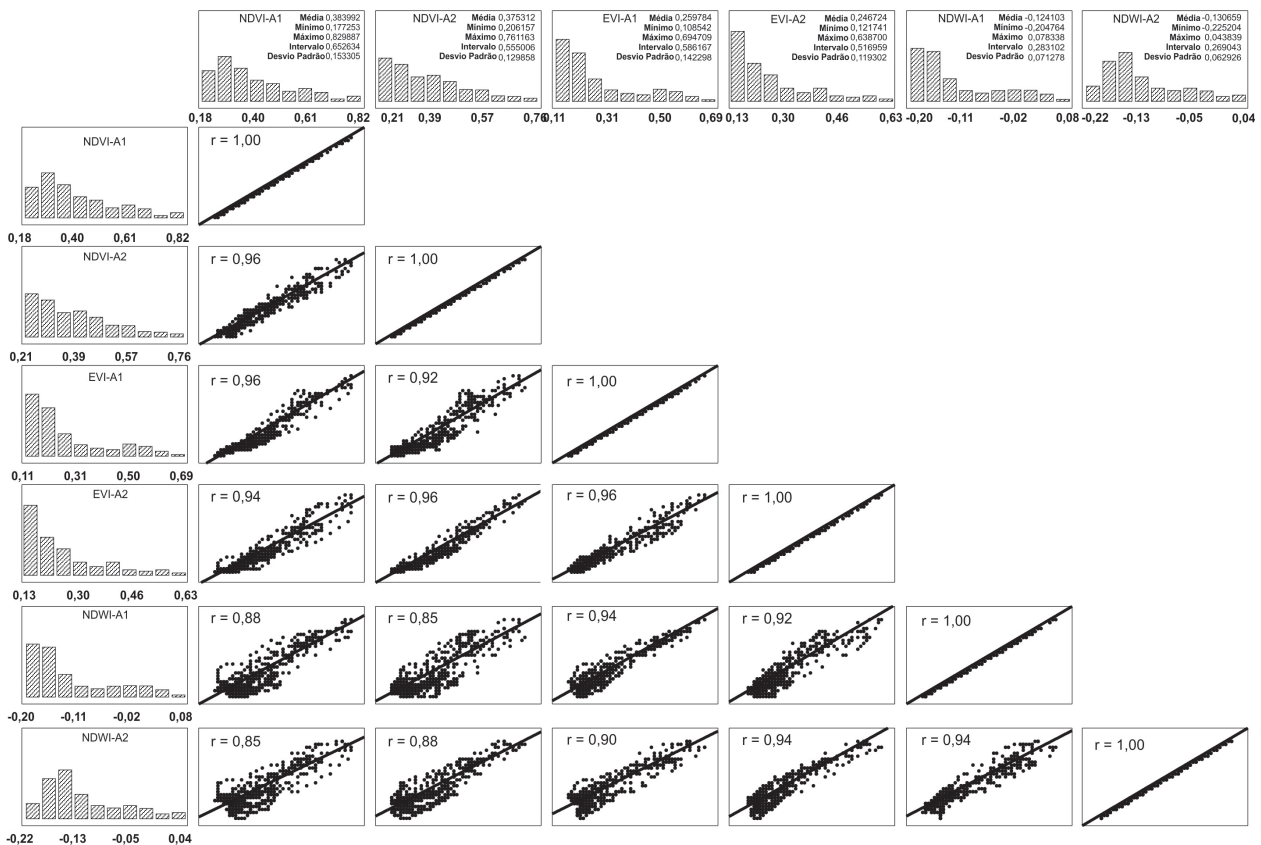 NDVI-A1
Média 0,383992
Mínimo 0,177253
Máximo 0,829887
Intervalo 0,652634
Desvio Padrão 0,153305
0,18 0,40 0,61 0,82
NDVI-A2
Média 0,375312
Mínimo 0,206157
Máximo 0,761163
Intervalo 0,555006
Desvio Padrão 0,129858
0,21 0,39 0,57 0,76
EVI-A1
Média 0,259784
Mínimo 0,108542
Máximo 0,694709
Intervalo 0,586167
Desvio Padrão 0,142298
0,11 0,31 0,50 0,69
EVI-A2
Média 0,246724
Mínimo 0,121741
Máximo 0,638700
Intervalo 0,516959
Desvio Padrão 0,119302
0,13 0,30 0,46 0,63
NDWI-A1
Média -0,124103
Mínimo -0,204764
Máximo 0,078338
Intervalo 0,283102
Desvio Padrão 0,071278
-0,20 -0,11 -0,02 0,08
NDWI-A2
Média -0,130659
Mínimo -0,225204
Máximo 0,043839
Intervalo 0,269043
Desvio Padrão 0,062926
-0,22 -0,13 -0,05 0,04
NDVI-A1
0,18 0,40 0,61 0,82
r = 1,00
NDVI-A2
0,21 0,39 0,57 0,76
r = 0,96
r = 1,00
EVI-A1
0,11 0,31 0,50 0,69
r = 0,96
r = 0,92
r = 1,00
EVI-A2
0,13 0,30 0,46 0,63
r = 0,94
r = 0,96
r = 0,96
r = 1,00
NDWI-A1
-0,20 -0,11 -0,02 0,08
r = 0,88
r = 0,85
r = 0,94
r = 0,92
r = 1,00
NDWI-A2
-0,22 -0,13 -0,05 0,04
r = 0,85
r = 0,88
r = 0,90
r = 0,94
r = 0,94
r = 1,00